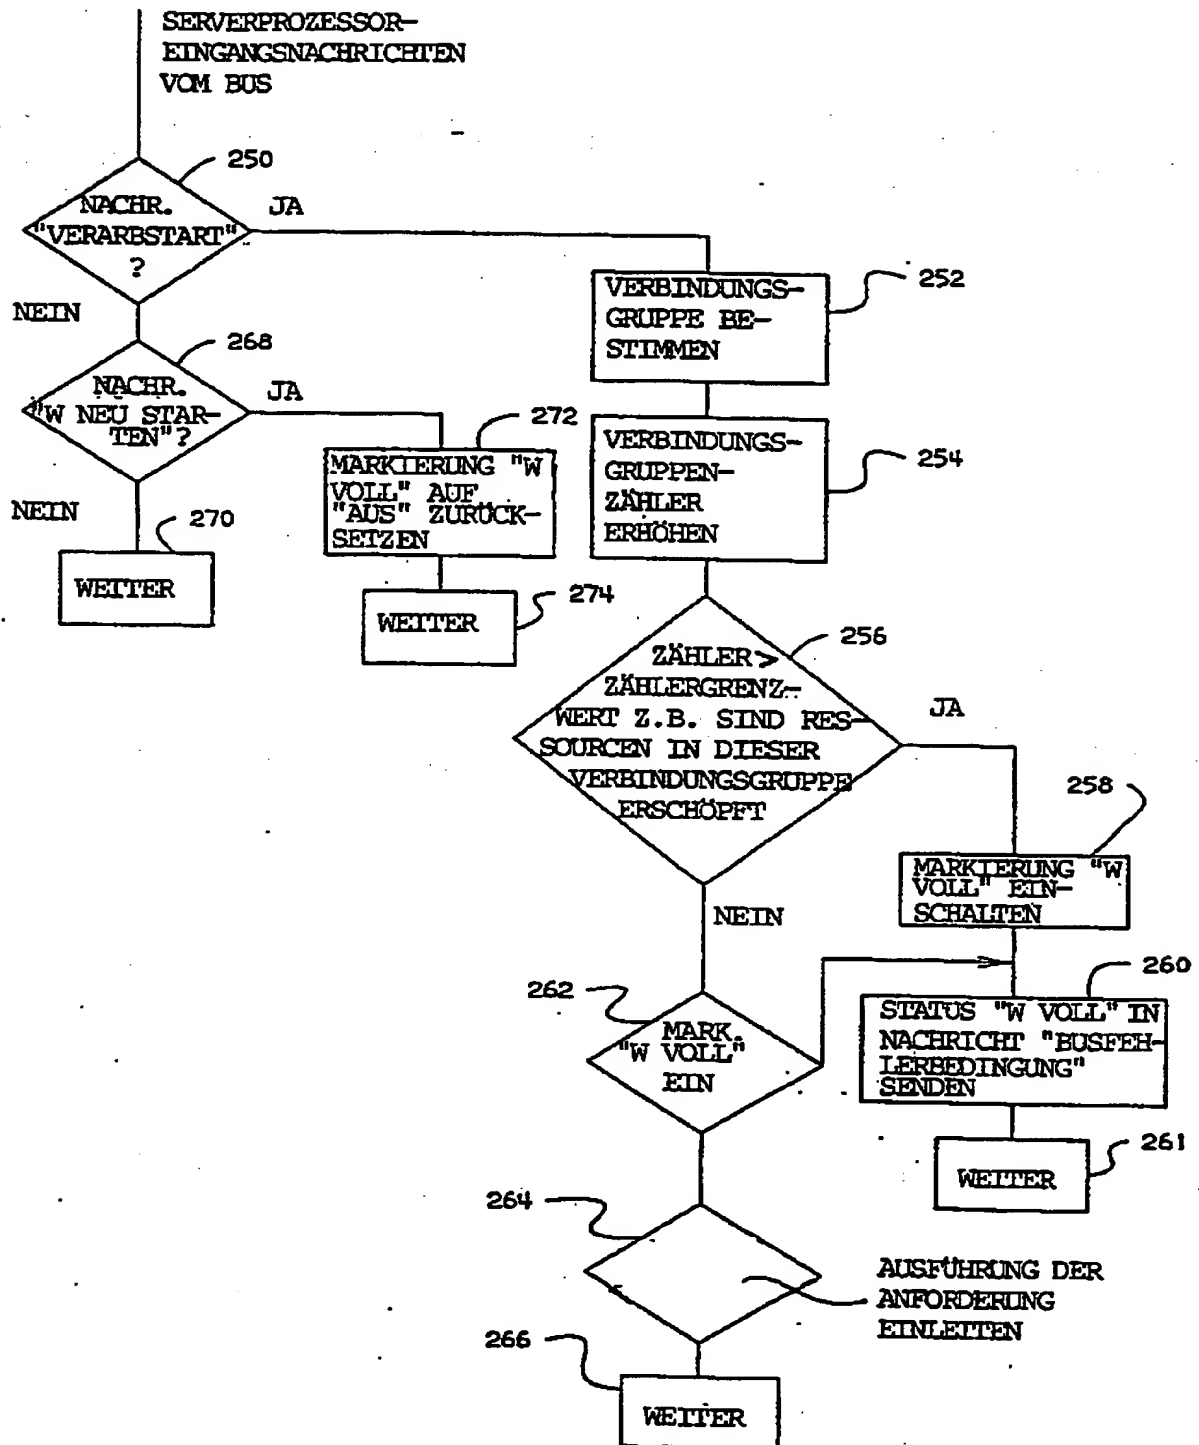 SERVERPROZESSOR-
EINGANGSNACHRICHTEN
VOM BUS
250
NACHR.
"VERARBSTART"
?
JA
NEIN
252
VERBINDUNGS-
GRUPPE BE-
STIMMEN
268
NACHR.
"W NEU STAR-
TEN"?
JA
NEIN
270
WEITER
272
MARKIERUNG "W
VOLL" AUF
"AUS" ZURÜCK-
SETZEN
274
WEITER
254
VERBINDUNGS-
GRUPPEN-
ZÄHLER
ERHÖHEN
256
ZÄHLER >
ZÄHLERGRENZ-
WERT Z.B. SIND RES-
SOURCEN IN DIESER
VERBINDUNGSGRUPPE
ERSCHÖPFT
JA
NEIN
258
MARKIERUNG "W
VOLL" EIN-
SCHALTEN
260
STATUS "W VOLL" IN
NACHRICHT "BUSFEH-
LERBEDINGUNG"
SENDEN
261
WEITER
262
MARK.
"W VOLL"
EIN
264
AUSFÜHRUNG DER
ANFORDERUNG
EINLEITEN
266
WEITER